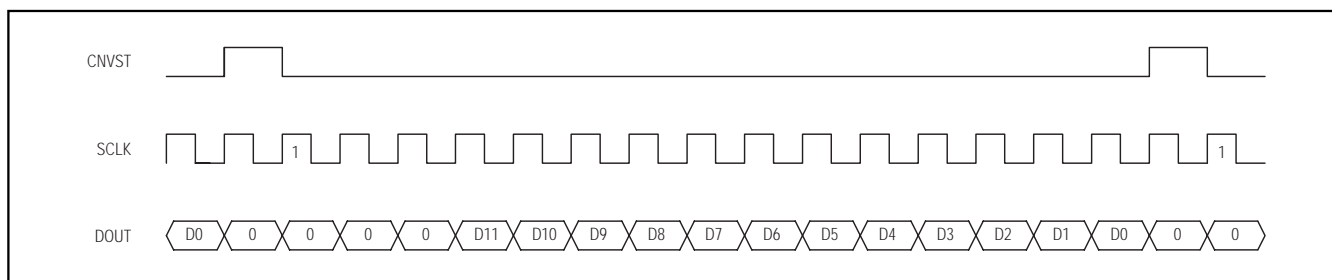 CNVST
SCLK 1 1
DOUT D0 0 0 0 0 D11 D10 D9 D8 D7 D6 D5 D4 D3 D2 D1 D0 0 0